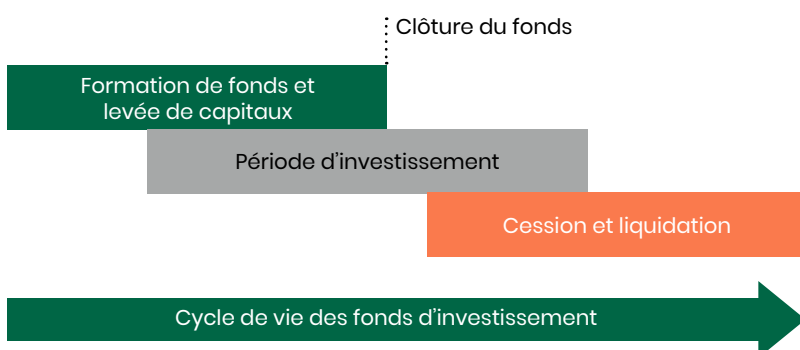 Clôture du fonds
Formation de fonds et
levée de capitaux
Période d'investissement
Cession et liquidation
Cycle de vie des fonds d'investissement